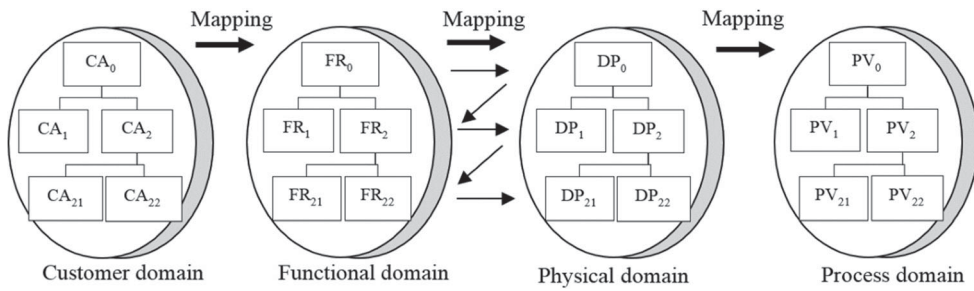 Mapping Mapping Mapping
CA₀ FR₀ DP₀ PV₀
CA₁ CA₂ FR₁ FR₂ DP₁ DP₂ PV₁ PV₂
CA₂₁ CA₂₂ FR₂₁ FR₂₂ DP₂₁ DP₂₂ PV₂₁ PV₂₂
Customer domain Functional domain Physical domain Process domain